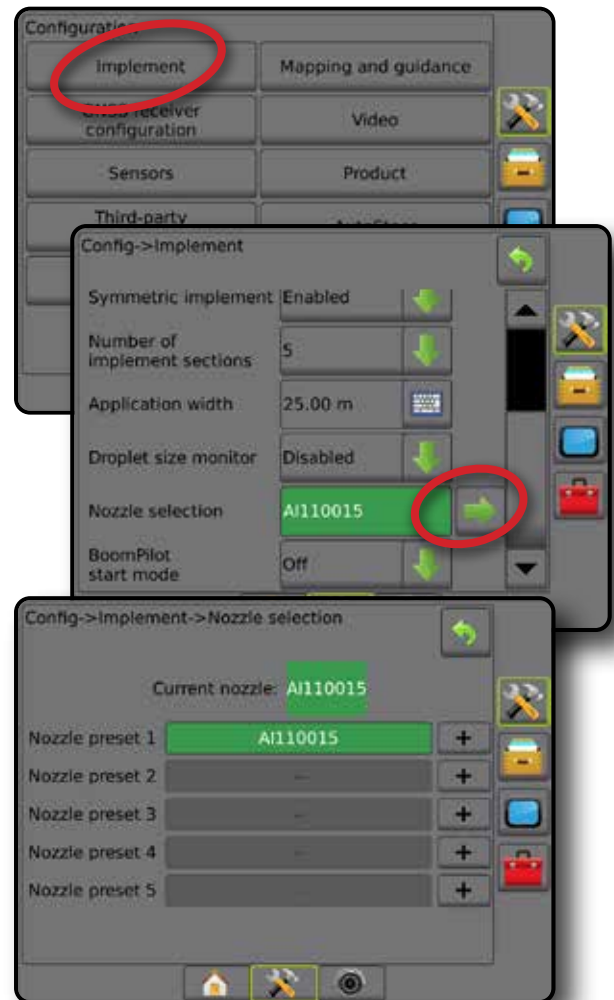 Configuration
Implement
Mapping and guidance
GNSS receiver
configuration
Video
Sensors
Product
Third-party
Config->Implement
Symmetric implement Enabled
Number of
implement sections
5
Application width 25.00 m
Droplet size monitor Disabled
Nozzle selection AI110015
BoomPilot
start mode
Off
Config->Implement->Nozzle selection
Current nozzle: AI110015
Nozzle preset 1 AI110015 +
Nozzle preset 2 -- +
Nozzle preset 3 -- +
Nozzle preset 4 -- +
Nozzle preset 5 +